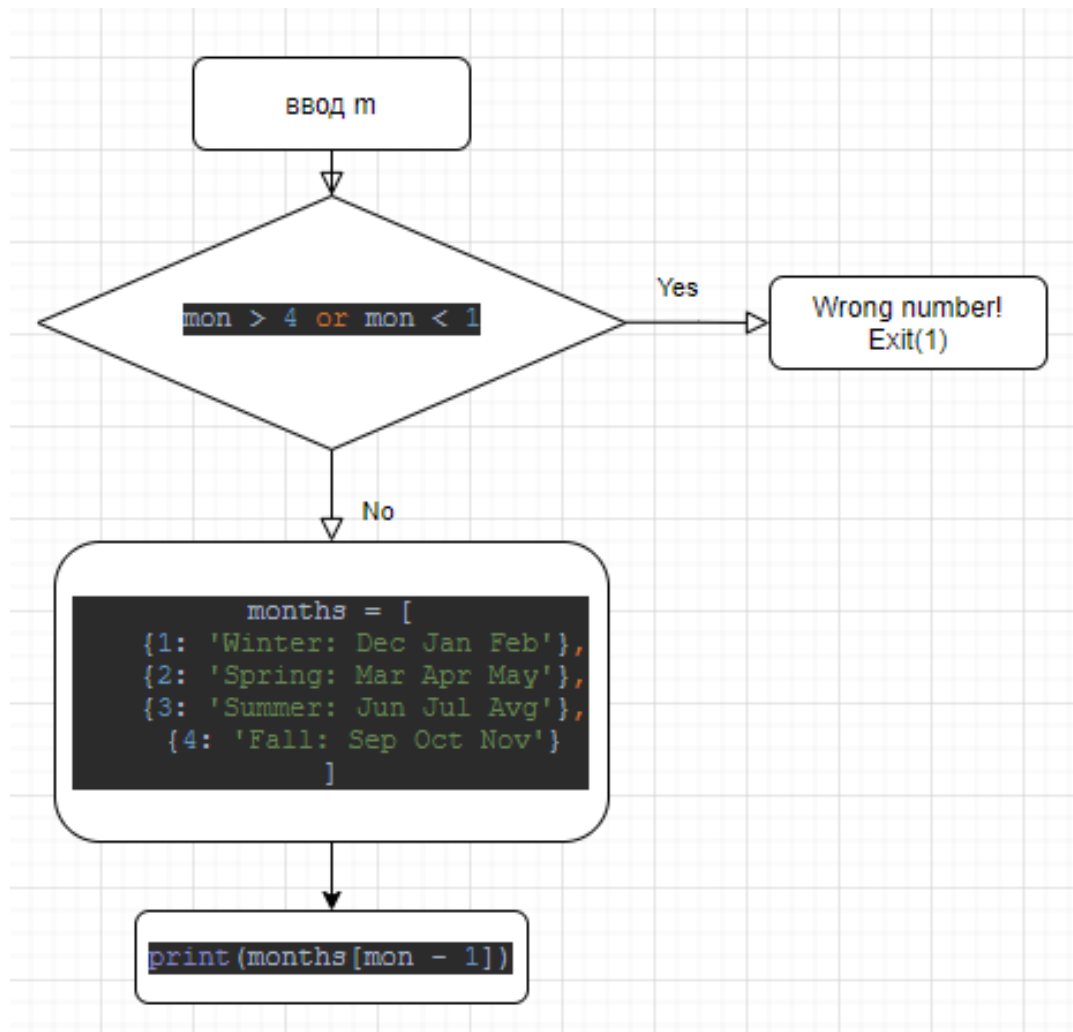 ввод m
mon > 4 or mon < 1
Yes
Wrong number!
Exit(1)
No
months = [
{1: 'Winter: Dec Jan Feb'},
{2: 'Spring: Mar Apr May'},
{3: 'Summer: Jun Jul Avg'},
{4: 'Fall: Sep Oct Nov'}
]
print(months[mon - 1])